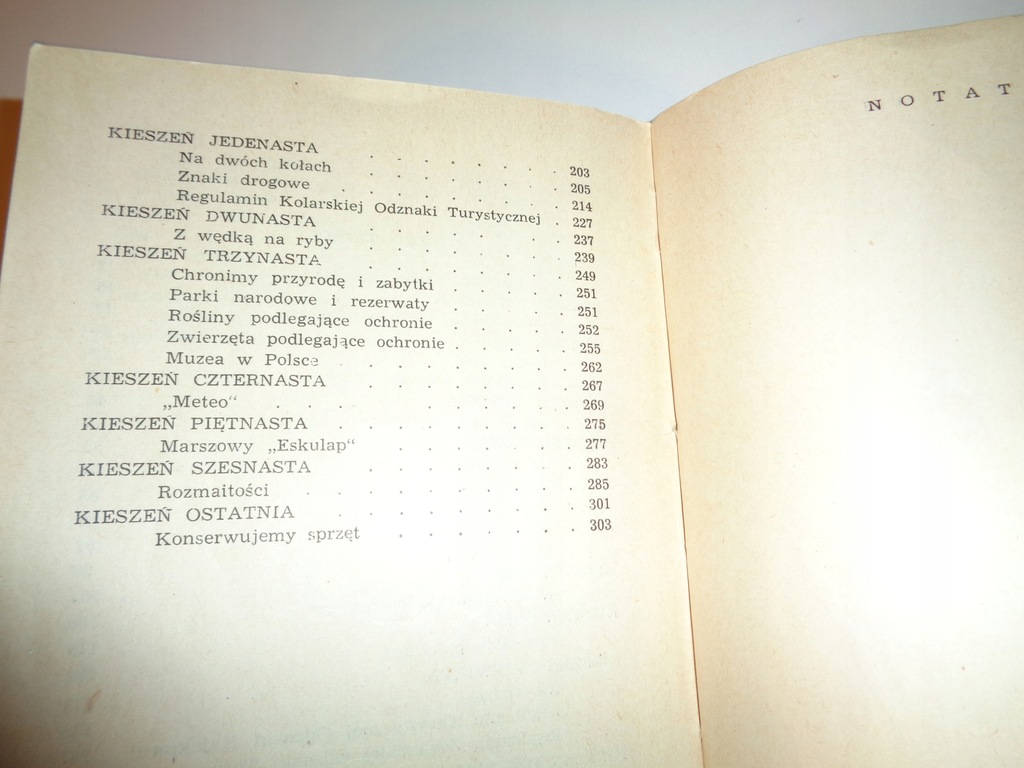 KIESZEŃ JEDENASTA . . . . . . . 203
Na dwóch kołach . . . . . . . 205
Znaki drogowe . . . . . . . 214
Regulamin Kolarskiej Odznaki Turystycznej . 227
KIESZEŃ DWUNASTA . . . . . . . 237
Z wędką na ryby . . . . . . . 239
KIESZEŃ TRZYNASTA . . . . . . . 249
Chronimy przyrodę i zabytki . . . . . 251
Parki narodowe i rezerwaty . . . . . 251
Rośliny podlegające ochronie . . . . . 252
Zwierzęta podlegające ochronie . . . . . 255
Muzea w Polsce . . . . . . . . . 262
KIESZEŃ CZTERNASTA . . . . . . . . 267
„Meteo“ . . . . . . . . . . 269
KIESZEŃ PIĘTNASTA . . . . . . . . . 275
Marszowy „Eskulap“ . . . . . . . 277
KIESZEŃ SZESNASTA . . . . . . . . 283
Rozmaitości . . . . . . . . . . 285
KIESZEŃ OSTATNIA . . . . . . . . . . 301
Konserwujemy sprzęt . . . . . . . 303
NOTAT